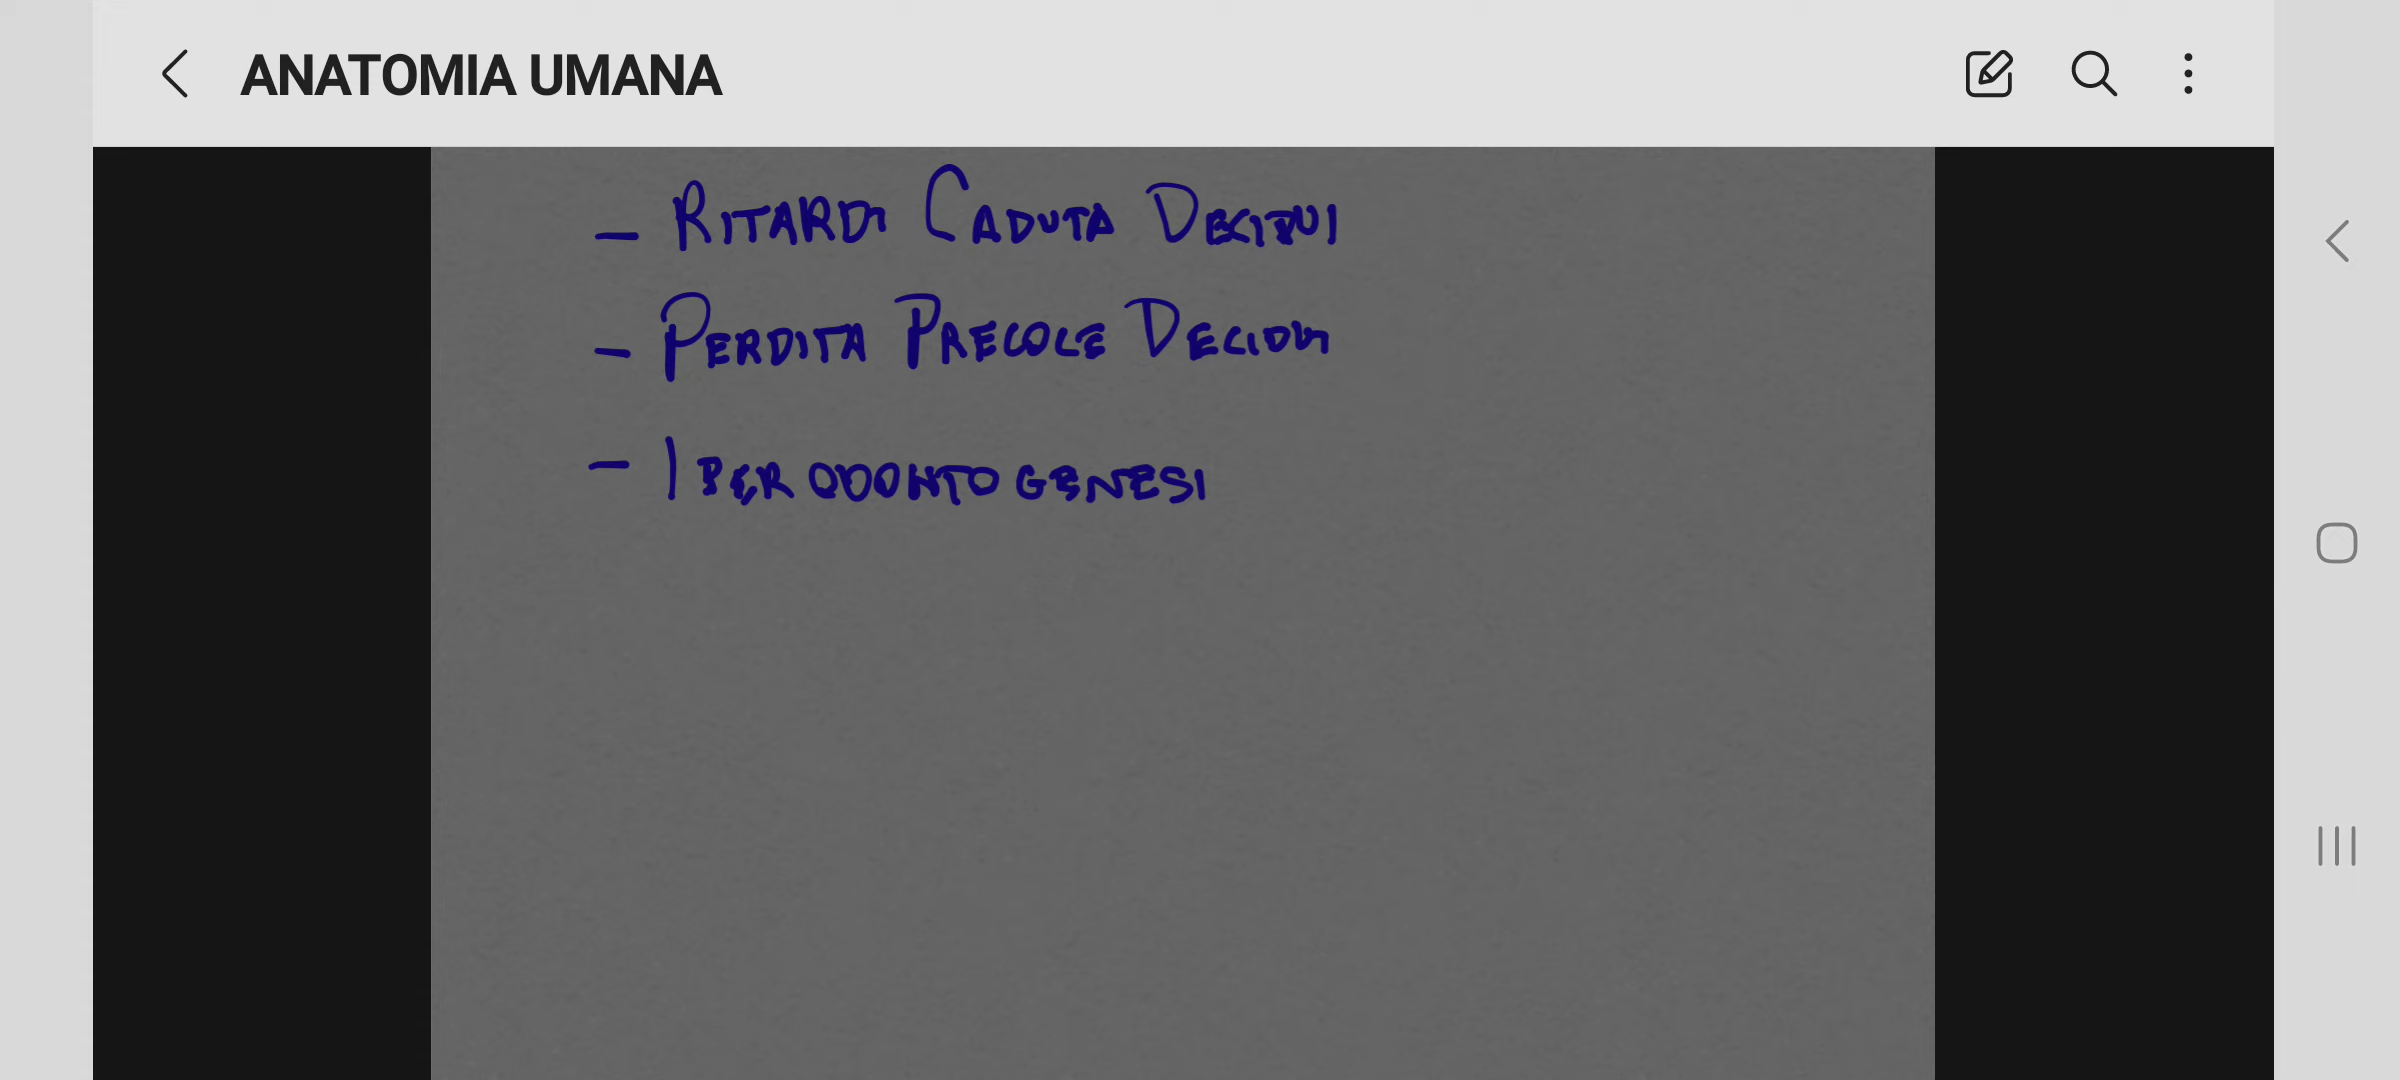 ANATOMIA UMANA
- RITARDI CADUTA DECIDUI
- PERDITA PRECOCE DECIDUI
- IPERODONTOGENESI